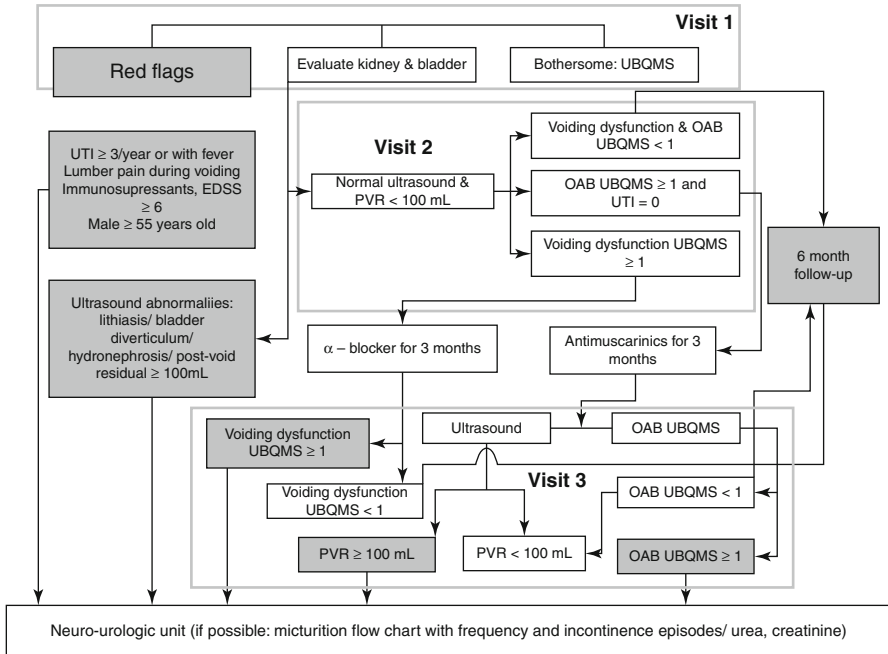 Visit 1
Red flags
Evaluate kidney & bladder
Bothersome: UBQMS
UTI ≥ 3/year or with fever
Lumber pain during voiding
Immunosupressants, EDSS
≥ 6
Male ≥ 55 years old
Visit 2
Normal ultrasound &
PVR < 100 mL
Voiding dysfunction & OAB
UBQMS < 1
OAB UBQMS ≥ 1 and
UTI = 0
Voiding dysfunction UBQMS
≥ 1
6 month
follow-up
Ultrasound abnormaliies:
lithiasis/ bladder
diverticulum/
hydronephrosis/ post-void
residual ≥ 100mL
α – blocker for 3 months
Antimuscarinics for 3
months
Voiding dysfunction
UBQMS ≥ 1
Ultrasound
OAB UBQMS
Visit 3
Voiding dysfunction
UBQMS < 1
OAB UBQMS < 1
PVR ≥ 100 mL
PVR < 100 mL
OAB UBQMS ≥ 1
Neuro-urologic unit (if possible: micturition flow chart with frequency and incontinence episodes/ urea, creatinine)